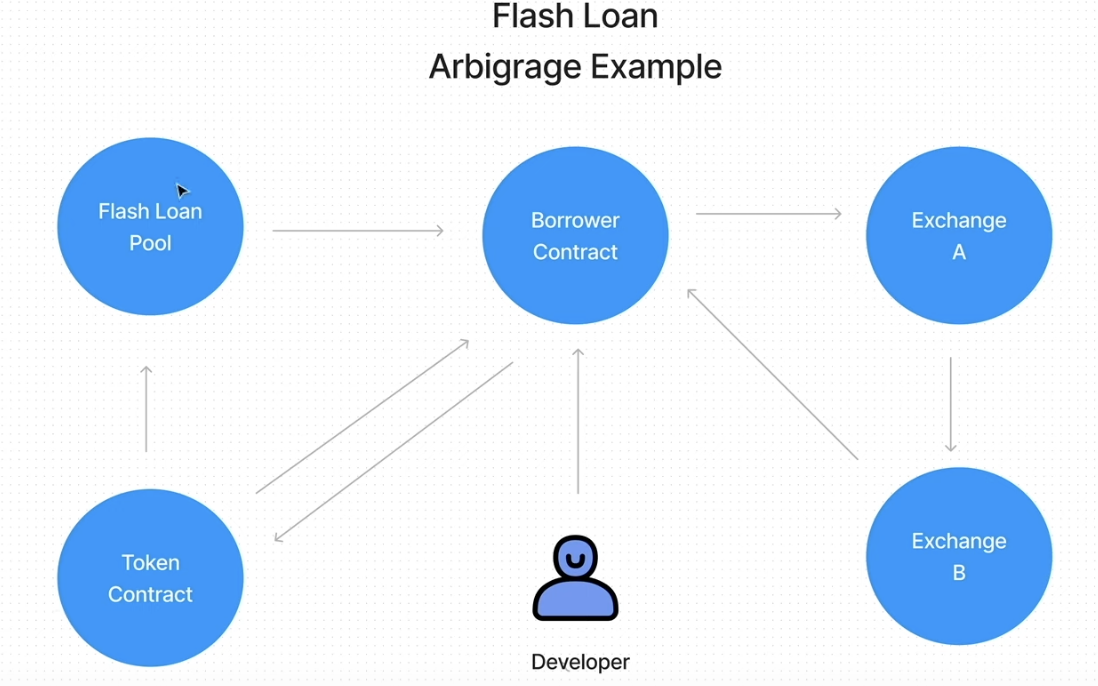 Flash Loan
Arbigrage Example
Flash Loan
Pool
Borrower
Contract
Exchange
A
Token
Contract
Exchange
B
Developer